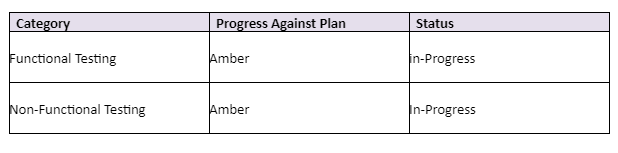 Category Progress Against Plan Status
Functional Testing Amber in-Progress
Non-Functional Testing Amber In-Progress